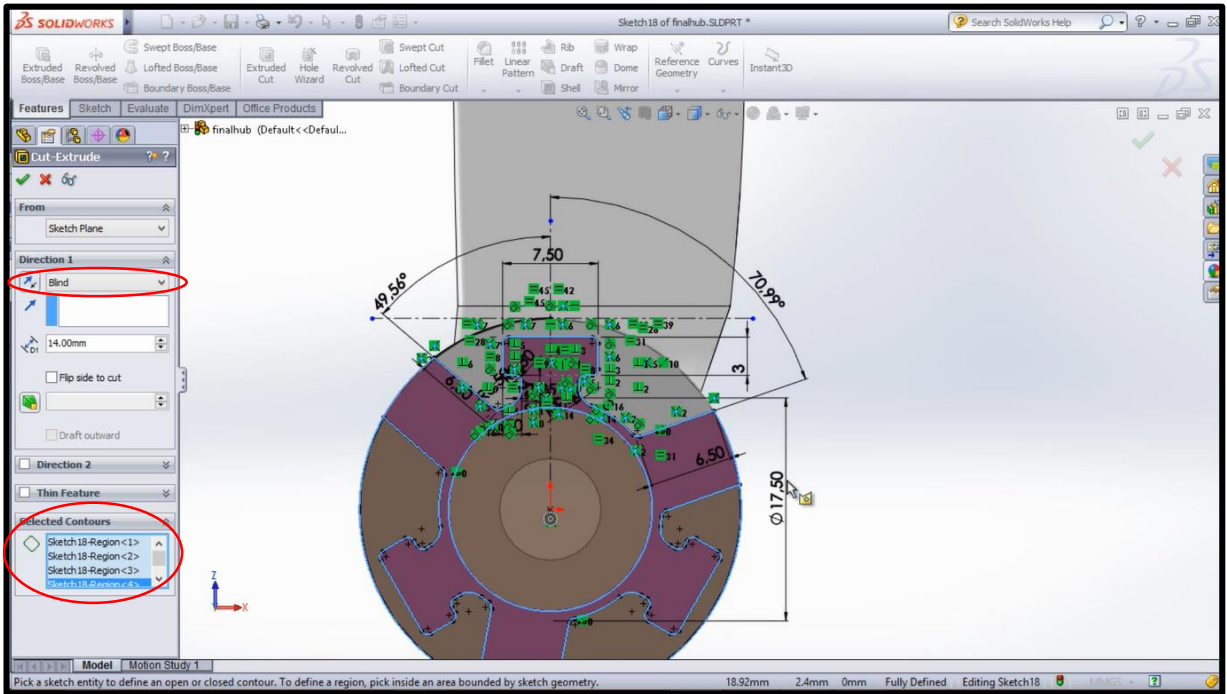 SOLIDWORKS
Sketch18 of finalhub.SLDPRT *
Search SolidWorks Help
Extruded Boss/Base
Revolved Boss/Base
Swept Boss/Base
Lofted Boss/Base
Boundary Boss/Base
Extruded Cut
Hole Wizard
Revolved Cut
Swept Cut
Lofted Cut
Boundary Cut
Fillet
Linear Pattern
Rib
Draft
Shell
Wrap
Dome
Mirror
Reference Geometry
Curves
Instant3D
Features Sketch Evaluate DimXpert Office Products
finalhub (Default<<Defaul...
Cut-Extrude
From
Sketch Plane
Direction 1
Blind
D1
14.00mm
Flip side to cut
Draft outward
Direction 2
Thin Feature
Selected Contours
Sketch18-Region<1>
Sketch18-Region<2>
Sketch18-Region<3>
Sketch18-Region<4>
7,50
49,56°
70,99°
3
6,50
Ø17,50
Z
X
Model Motion Study 1
Pick a sketch entity to define an open or closed contour. To define a region, pick inside an area bounded by sketch geometry.
18.92mm 2.4mm 0mm Fully Defined Editing Sketch18 MMGS